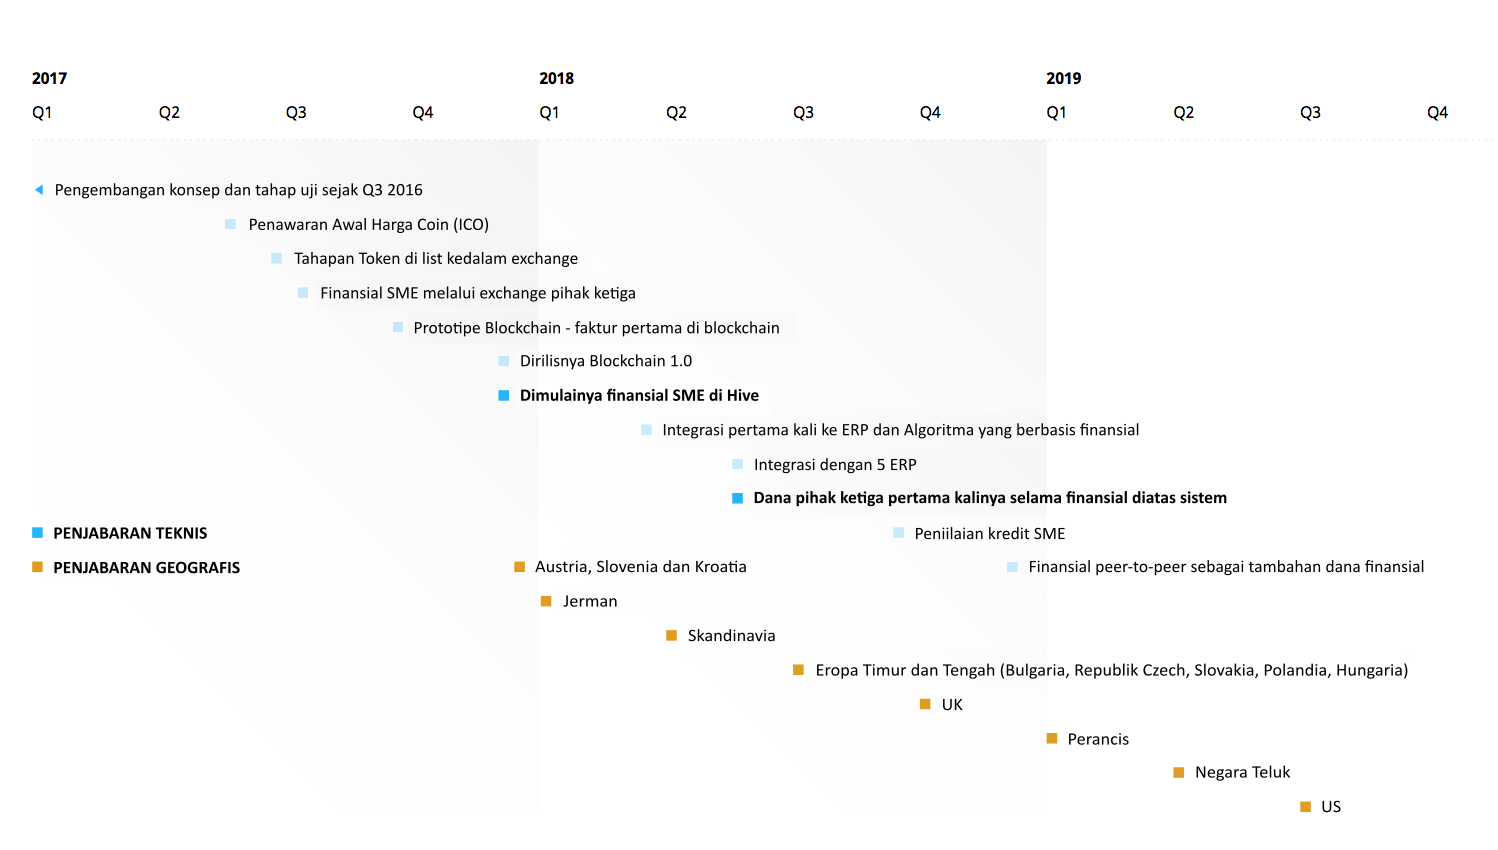 2017 2018 2019
Q1 Q2 Q3 Q4 Q1 Q2 Q3 Q4 Q1 Q2 Q3 Q4
Pengembangan konsep dan tahap uji sejak Q3 2016
Penawaran Awal Harga Coin (ICO)
Tahapan Token di list kedalam exchange
Finansial SME melalui exchange pihak ketiga
Prototipe Blockchain - faktur pertama di blockchain
Dirilisnya Blockchain 1.0
Dimulainya finansial SME di Hive
Integrasi pertama kali ke ERP dan Algoritma yang berbasis finansial
Integrasi dengan 5 ERP
Dana pihak ketiga pertama kalinya selama finansial diatas sistem
PENJABARAN TEKNIS Peniilaian kredit SME
PENJABARAN GEOGRAFIS Austria, Slovenia dan Kroatia Finansial peer-to-peer sebagai tambahan dana finansial
Jerman
Skandinavia
Eropa Timur dan Tengah (Bulgaria, Republik Czech, Slovakia, Polandia, Hungaria)
UK
Perancis
Negara Teluk
US